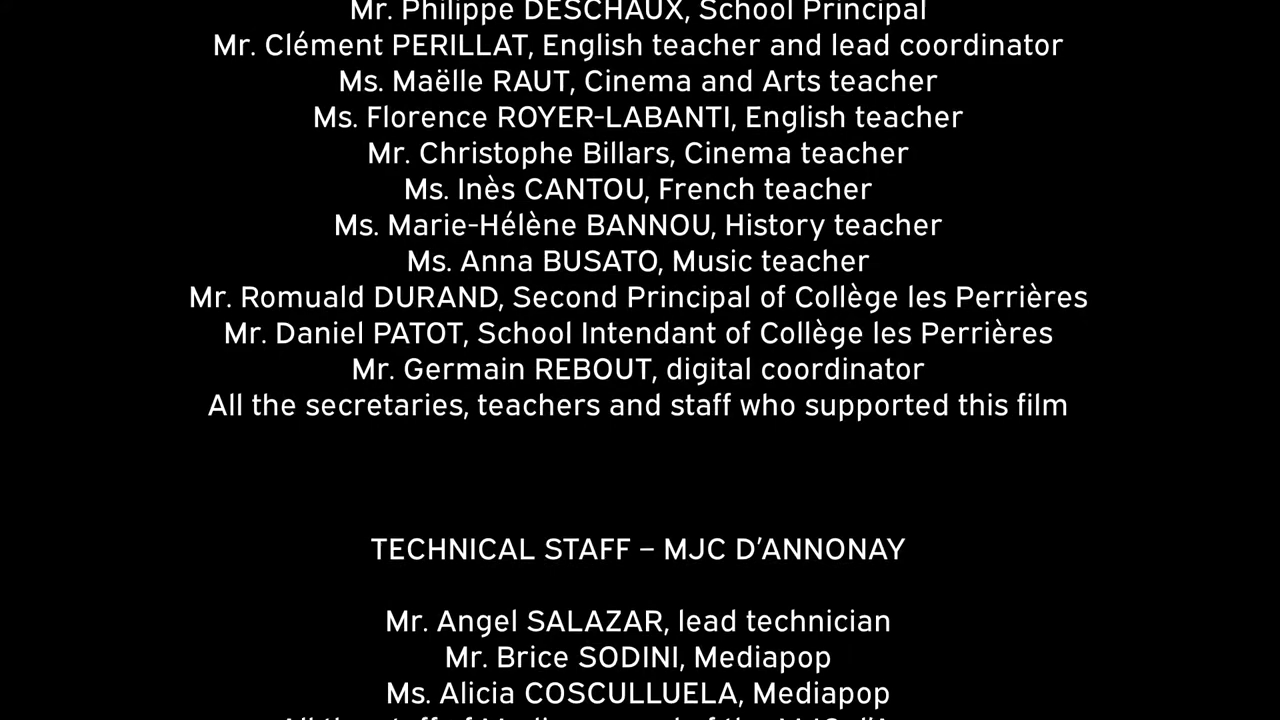 Mr. Philippe DESCHAUX, School Principal
Mr. Clément PERILLAT, English teacher and lead coordinator
Ms. Maëlle RAUT, Cinema and Arts teacher
Ms. Florence ROYER-LABANTI, English teacher
Mr. Christophe Billars, Cinema teacher
Ms. Inès CANTOU, French teacher
Ms. Marie-Hélène BANNOU, History teacher
Ms. Anna BUSATO, Music teacher
Mr. Romuald DURAND, Second Principal of Collège les Perrières
Mr. Daniel PATOT, School Intendant of Collège les Perrières
Mr. Germain REBOUT, digital coordinator
All the secretaries, teachers and staff who supported this film
TECHNICAL STAFF – MJC D’ANNONAY
Mr. Angel SALAZAR, lead technician
Mr. Brice SODINI, Mediapop
Ms. Alicia COSCULLUELA, Mediapop